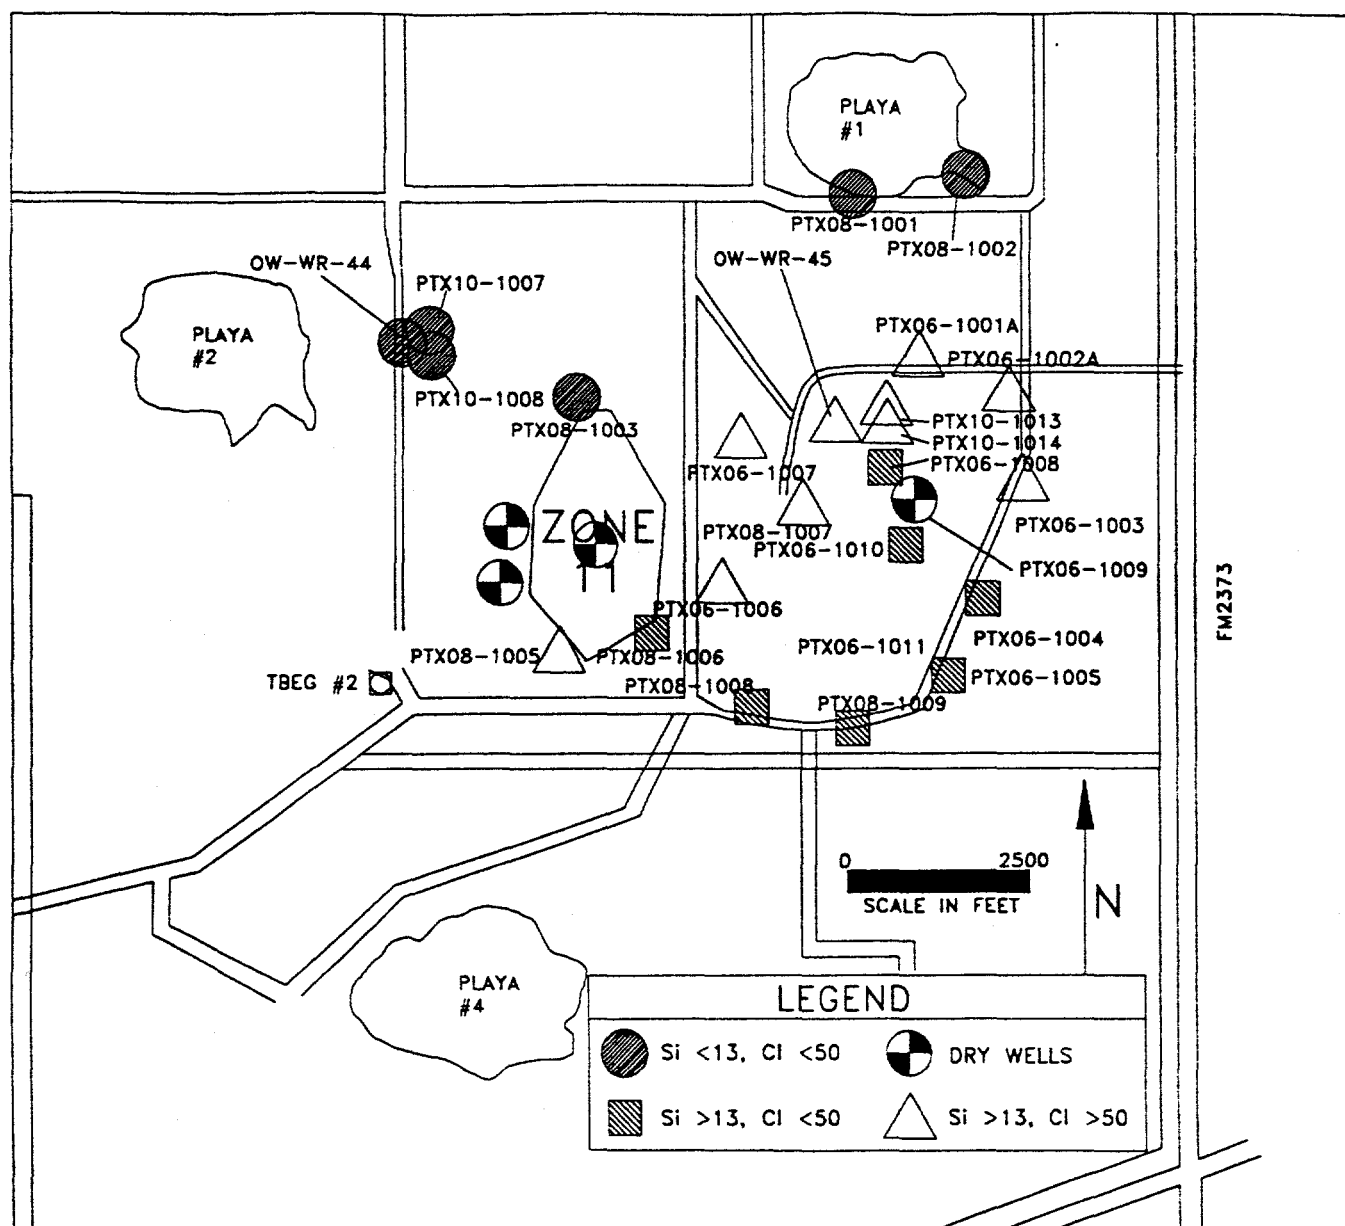 PLAYA
#1
PTX08-1001
PTX08-1002
OW-WR-44
PTX10-1007
OW-WR-45
PLAYA
#2
PTX06-1001A
PTX06-1002A
PTX10-1008
PTX08-1003
PTX10-1013
PTX10-1014
PTX06-1007
PTX06-1008
ZONE
11
PTX08-1007
PTX06-1003
PTX06-1010
PTX06-1009
FM2373
PTX06-1006
PTX06-1004
PTX06-1011
PTX08-1005
PTX08-1006
TBEG #2
PTX08-1008
PTX06-1005
PTX08-1009
0 2500
SCALE IN FEET
N
PLAYA
#4
LEGEND
Si <13, Cl <50
DRY WELLS
Si >13, Cl <50
Si >13, Cl >50